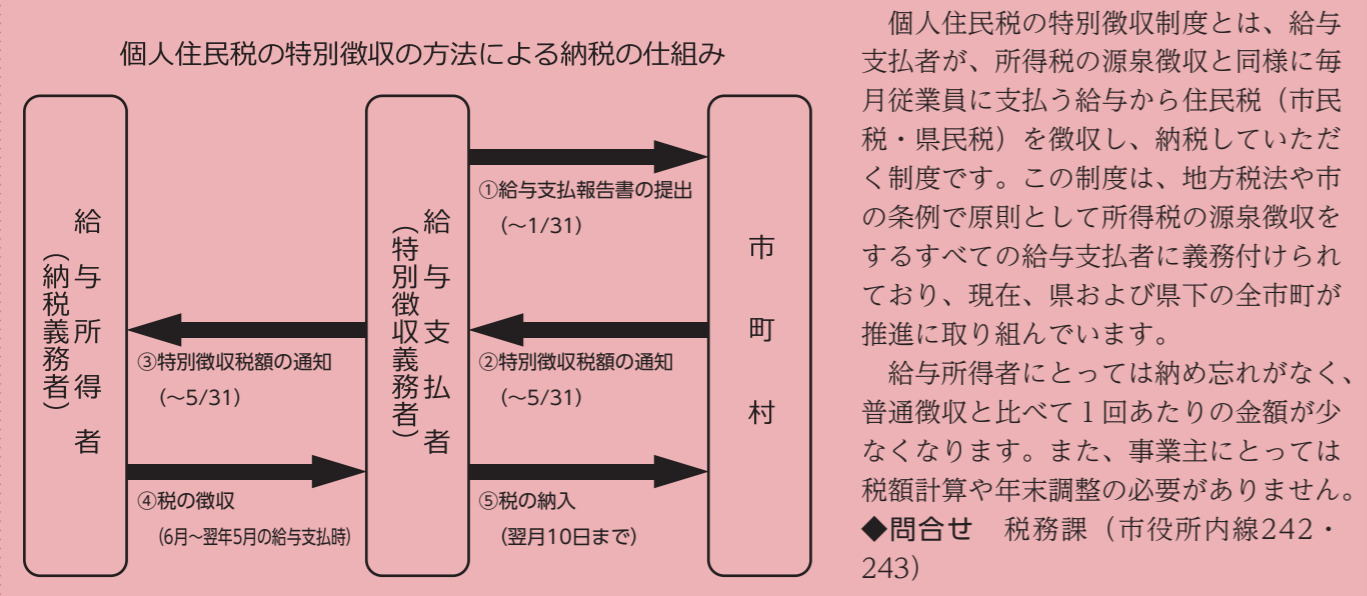 個人住民税の特別徴収の方法による納税の仕組み
給与所得者
（納税義務者）
給与支払者
（特別徴収義務者）
市町村
①給与支払報告書の提出
（～1/31）
②特別徴収税額の通知
（～5/31）
③特別徴収税額の通知
（～5/31）
④税の徴収
（6月～翌年5月の給与支払時）
⑤税の納入
（翌月10日まで）
　個人住民税の特別徴収制度とは、給与
支払者が、所得税の源泉徴収と同様に毎
月従業員に支払う給与から住民税（市民
税・県民税）を徴収し、納税していただ
く制度です。この制度は、地方税法や市
の条例で原則として所得税の源泉徴収を
するすべての給与支払者に義務付けられ
ており、現在、県および県下の全市町が
推進に取り組んでいます。
　給与所得者にとっては納め忘れがなく、
普通徴収と比べて１回あたりの金額が少
なくなります。また、事業主にとっては
税額計算や年末調整の必要がありません。
◆問合せ　税務課（市役所内線242・
243）